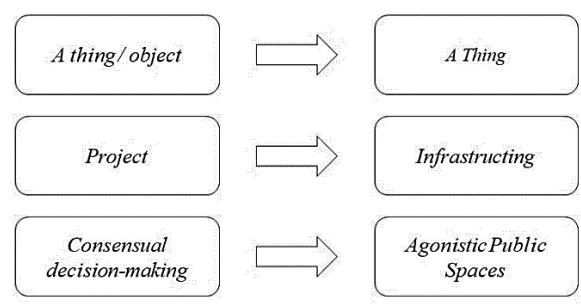 A thing / object
A Thing
Project
Infrastructing
Consensual
decision-making
Agonistic Public
Spaces